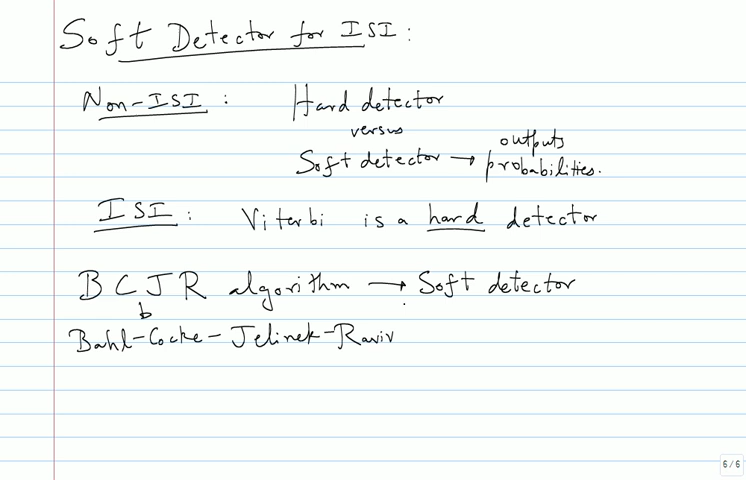 Soft Detector for ISI :
Non-ISI : Hard detector
versus
Soft detector → outputs probabilities.
ISI : Viterbi is a hard detector
BCJR algorithm → Soft detector
Bahl-Cocke-Jelinek-Raviv
6 / 6